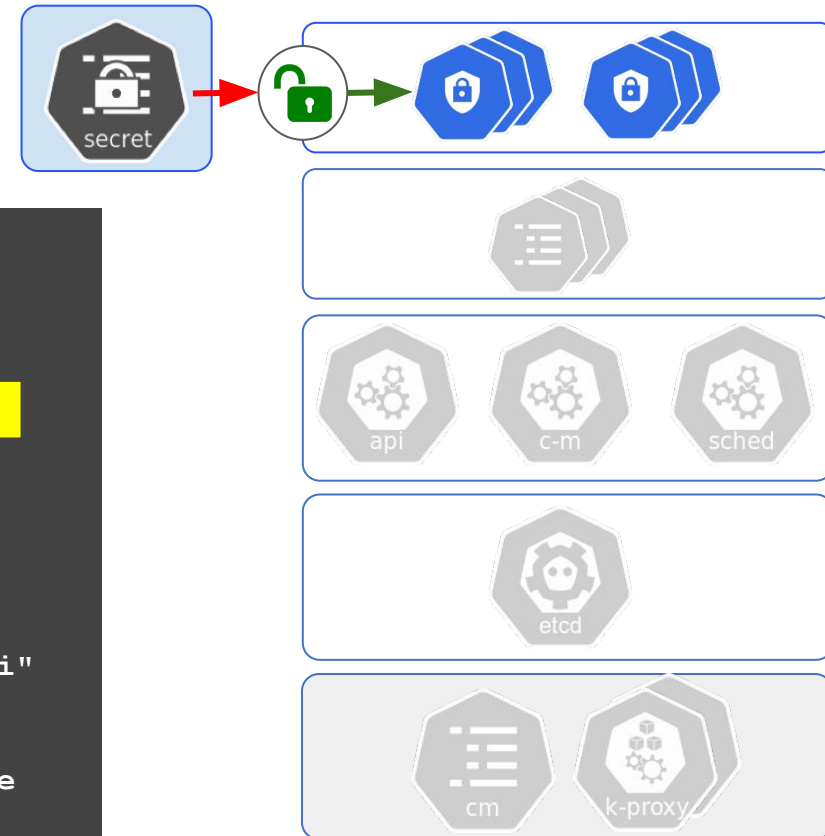 secret
api
c-m
sched
etcd
i"
e
cm
k-proxy